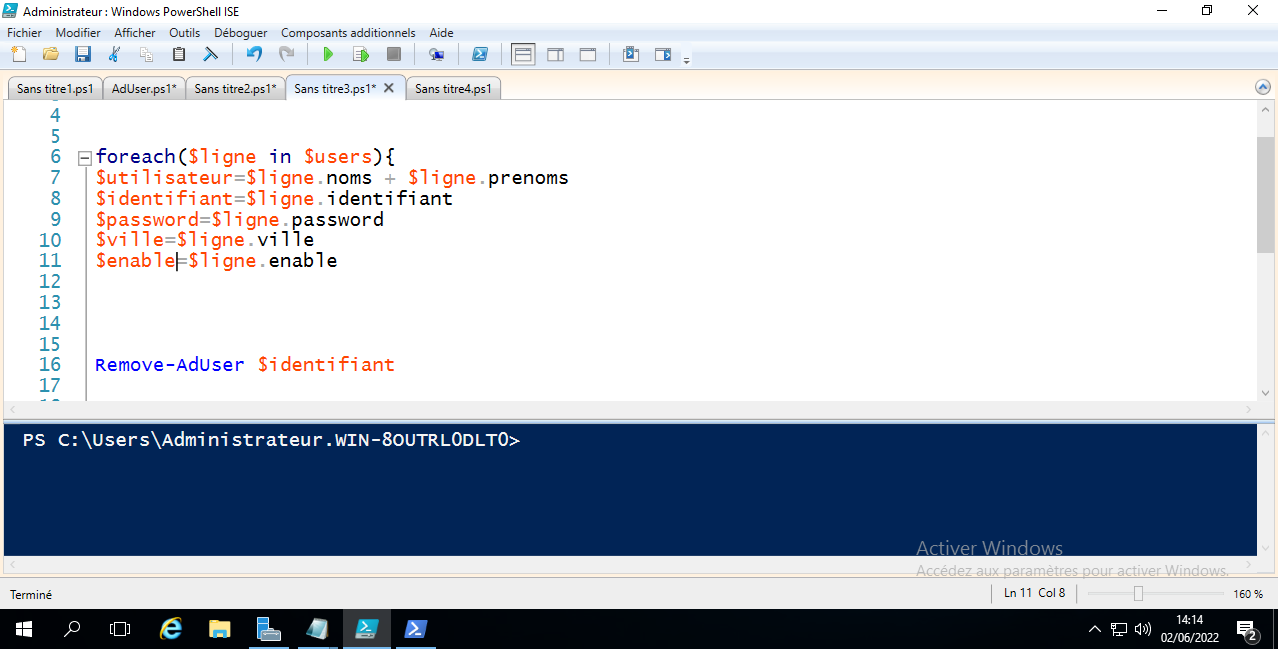 Administrateur : Windows PowerShell ISE
Fichier Modifier Afficher Outils Déboguer Composants additionnels Aide
Sans titre1.ps1 AdUser.ps1* Sans titre2.ps1* Sans titre3.ps1* Sans titre4.ps1
4
5
6 foreach($ligne in $users){
7 $utilisateur=$ligne.noms + $ligne.prenoms
8 $identifiant=$ligne.identifiant
9 $password=$ligne.password
10 $ville=$ligne.ville
11 $enable=$ligne.enable
12
13
14
15
16 Remove-AdUser $identifiant
17
PS C:\Users\Administrateur.WIN-8OUTRL0DLT0>
Activer Windows
Accédez aux paramètres pour activer Windows.
Terminé Ln 11 Col 8 160 %
14:14
02/06/2022
2